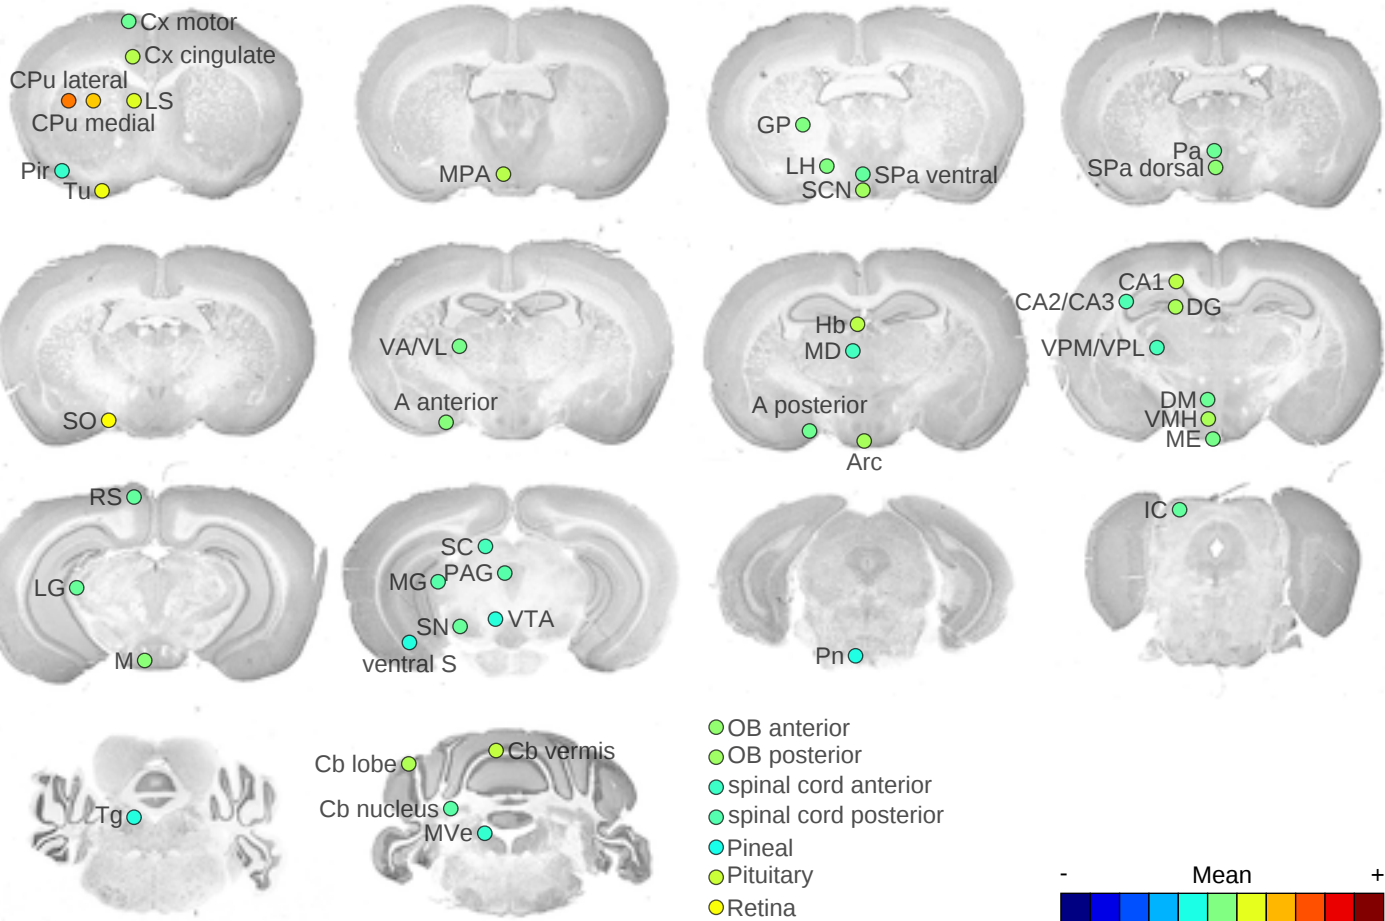 Cx motor
Cx cingulate
CPu lateral
LS
CPu medial
Pir
Tu
MPA
GP
LH
SPa ventral
SCN
Pa
SPa dorsal
SO
VA/VL
A anterior
Hb
MD
A posterior
Arc
CA1
CA2/CA3
DG
VPM/VPL
DM
VMH
ME
RS
LG
M
SC
MG
PAG
SN
VTA
ventral S
Pn
IC
Tg
Cb lobe
Cb vermis
Cb nucleus
MVe
OB anterior
OB posterior
spinal cord anterior
spinal cord posterior
Pineal
Pituitary
Retina
- Mean +